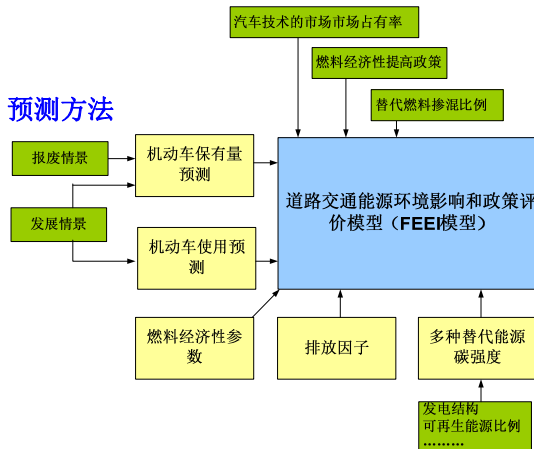 汽车技术的市场市场占有率
燃料经济性提高政策
替代燃料掺混比例
预测方法
报废情景
机动车保有量
预测
发展情景
机动车使用预
测
道路交通能源环境影响和政策评
价模型（FEEI模型）
燃料经济性参
数
排放因子
多种替代能源
碳强度
发电结构
可再生能源比例
………